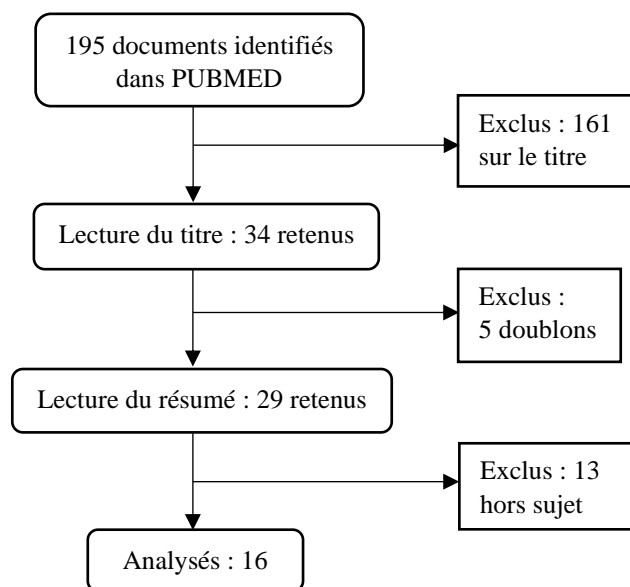 195 documents identifiés
dans PUBMED
Exclus : 161
sur le titre
Lecture du titre : 34 retenus
Exclus :
5 doublons
Lecture du résumé : 29 retenus
Exclus : 13
hors sujet
Analysés : 16